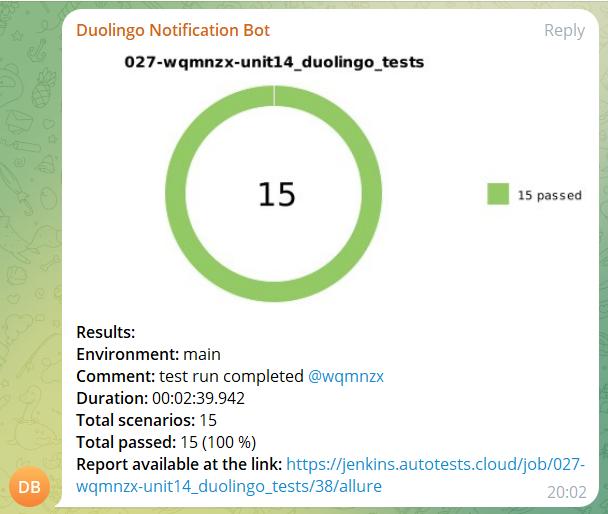 Duolingo Notification Bot
Reply
027-wqmnzx-unit14_duolingo_tests
15
15 passed
Results:
Environment: main
Comment: test run completed @wqmnzx
Duration: 00:02:39.942
Total scenarios: 15
Total passed: 15 (100 %)
Report available at the link: https://jenkins.autotests.cloud/job/027-
wqmnzx-unit14_duolingo_tests/38/allure
DB
20:02